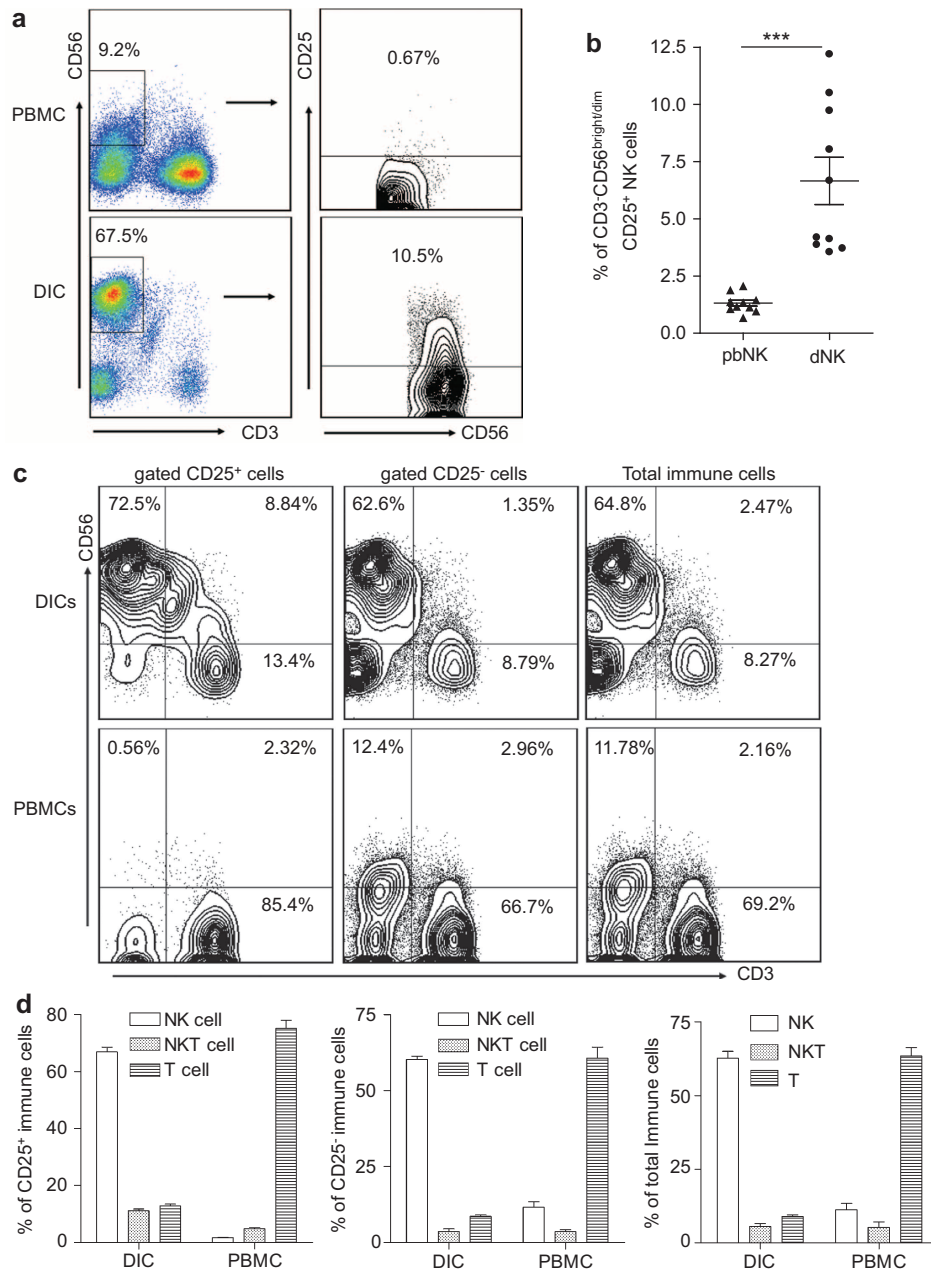 a
CD56
9.2%
PBMC
CD25
0.67%
67.5%
DIC
10.5%
CD3
CD56
b
***
% of CD3-CD56bright/dim
CD25+ NK cells
12.5
10.0
7.5
5.0
2.5
0.0
pbNK
dNK
c
gated CD25+ cells
gated CD25- cells
Total immune cells
CD56
DICs
72.5%
8.84%
13.4%
62.6%
1.35%
8.79%
64.8%
2.47%
8.27%
PBMCs
0.56%
2.32%
85.4%
12.4%
2.96%
66.7%
11.78%
2.16%
69.2%
CD3
d
% of CD25+ immune cells
80
60
40
20
0
NK cell
NKT cell
T cell
DIC
PBMC
% of CD25- immune cells
75
50
25
0
NK cell
NKT cell
T cell
DIC
PBMC
% of total Immune cells
75
50
25
0
NK
NKT
T
DIC
PBMC